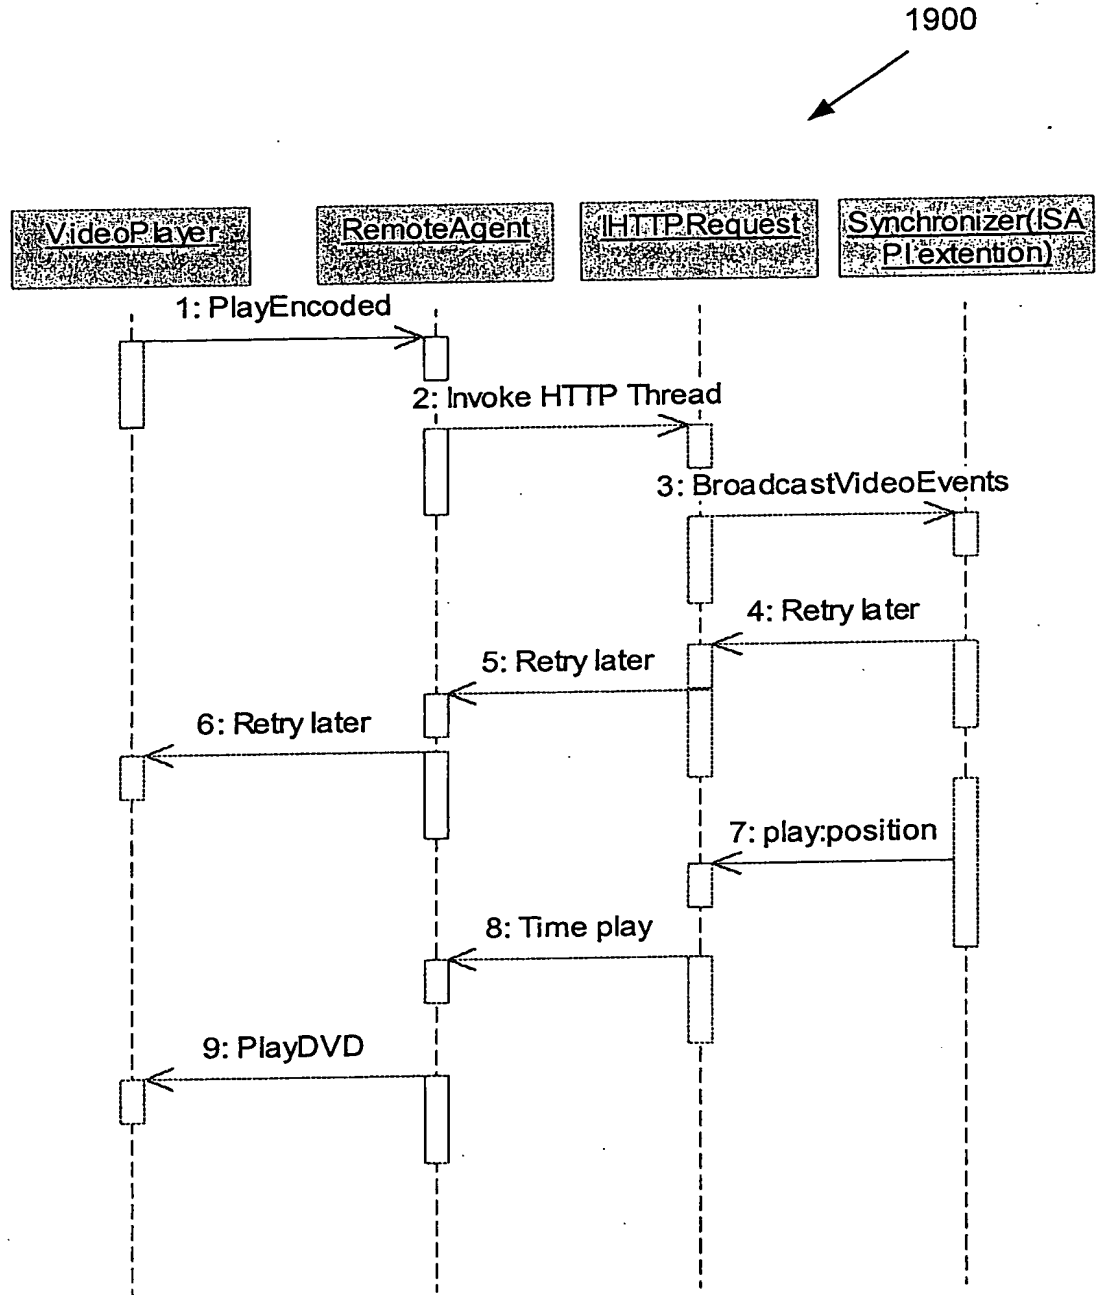 1900
VideoPlayer
RemoteAgent
IHTTPRequest
Synchronizer(ISA
PI extention)
1: PlayEncoded
2: Invoke HTTP Thread
3: BroadcastVideoEvents
4: Retry later
5: Retry later
6: Retry later
7: play:position
8: Time play
9: PlayDVD